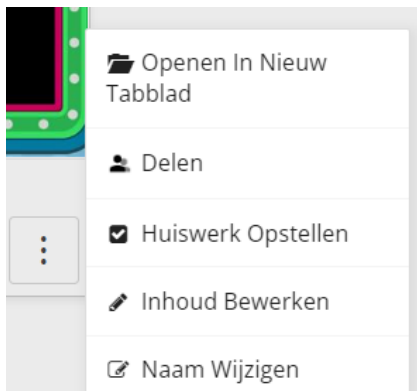 Openen In Nieuw
Tabblad
Delen
Huiswerk Opstellen
Inhoud Bewerken
Naam Wijzigen